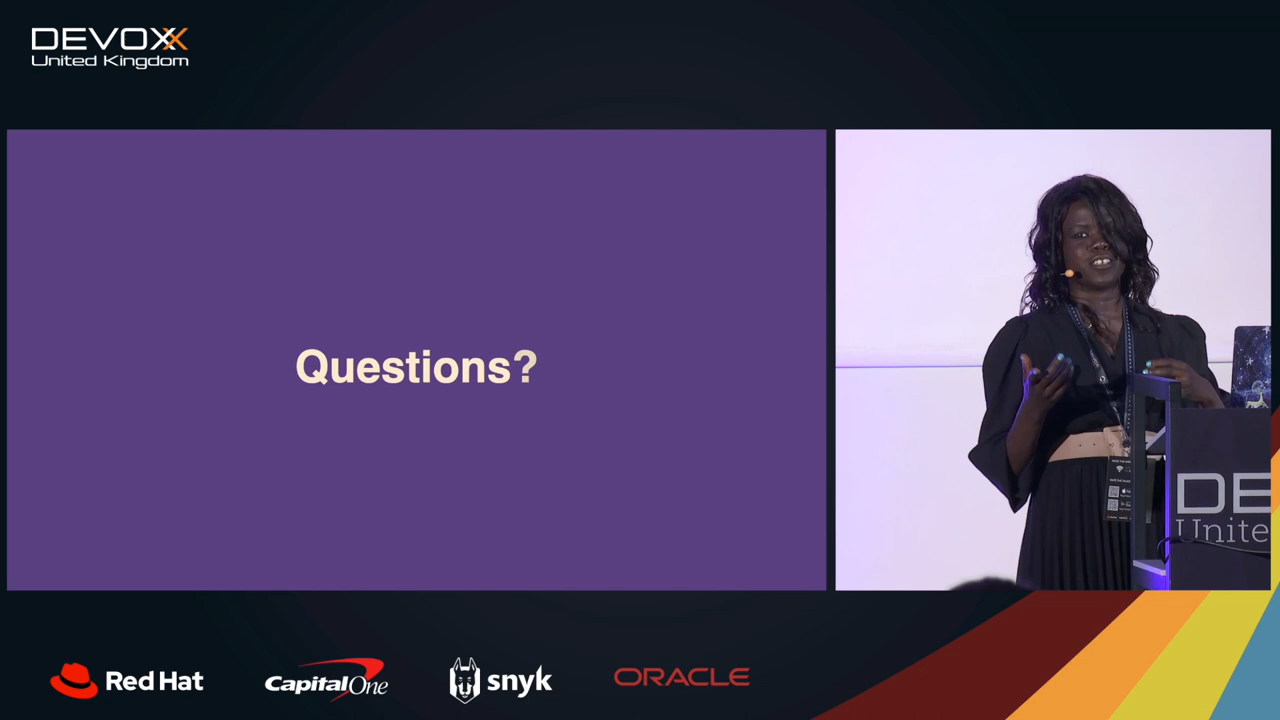 DEVOXX
United Kingdom
Questions?
DE
Unite
Red Hat
Capital One
snyk
ORACLE